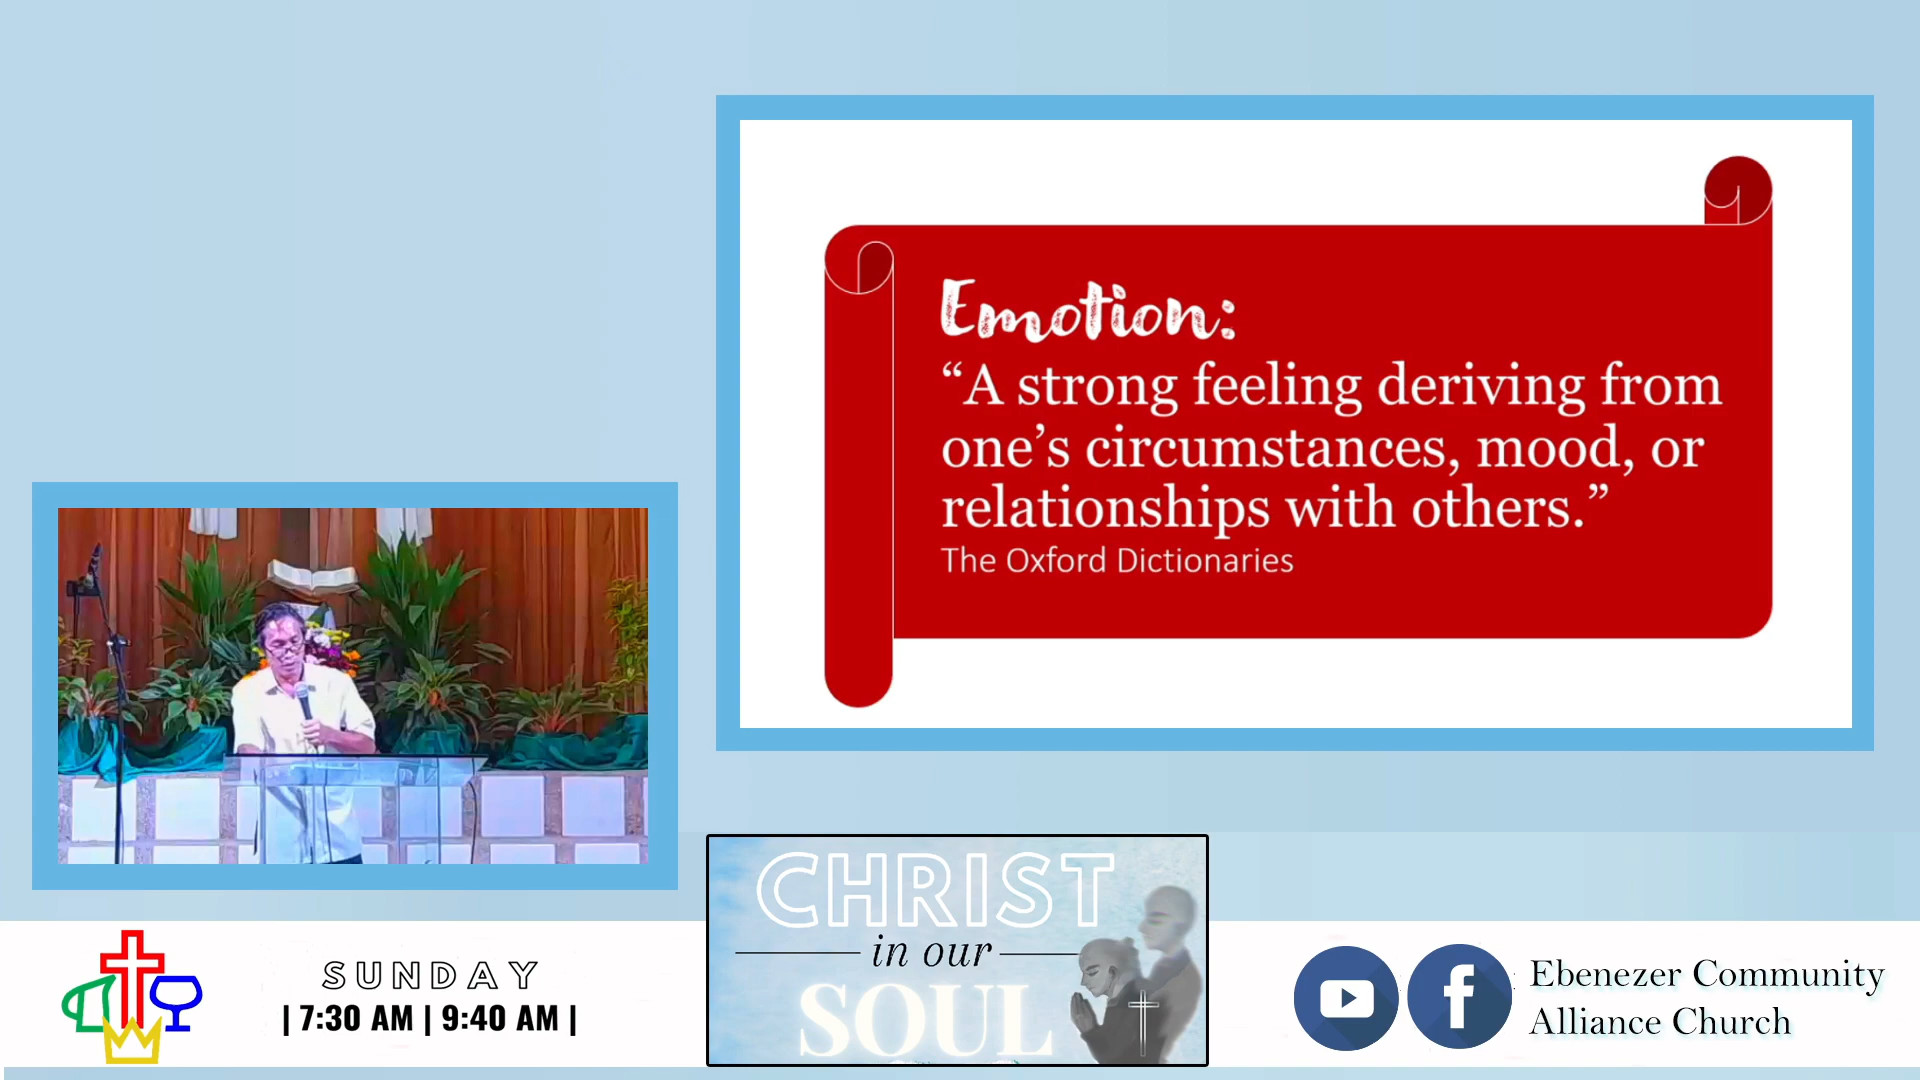 Emotion:
“A strong feeling deriving from
one’s circumstances, mood, or
relationships with others.”
The Oxford Dictionaries
SUNDAY
| 7:30 AM | 9:40 AM |
CHRIST
in our
SOUL
Ebenezer Community
Alliance Church